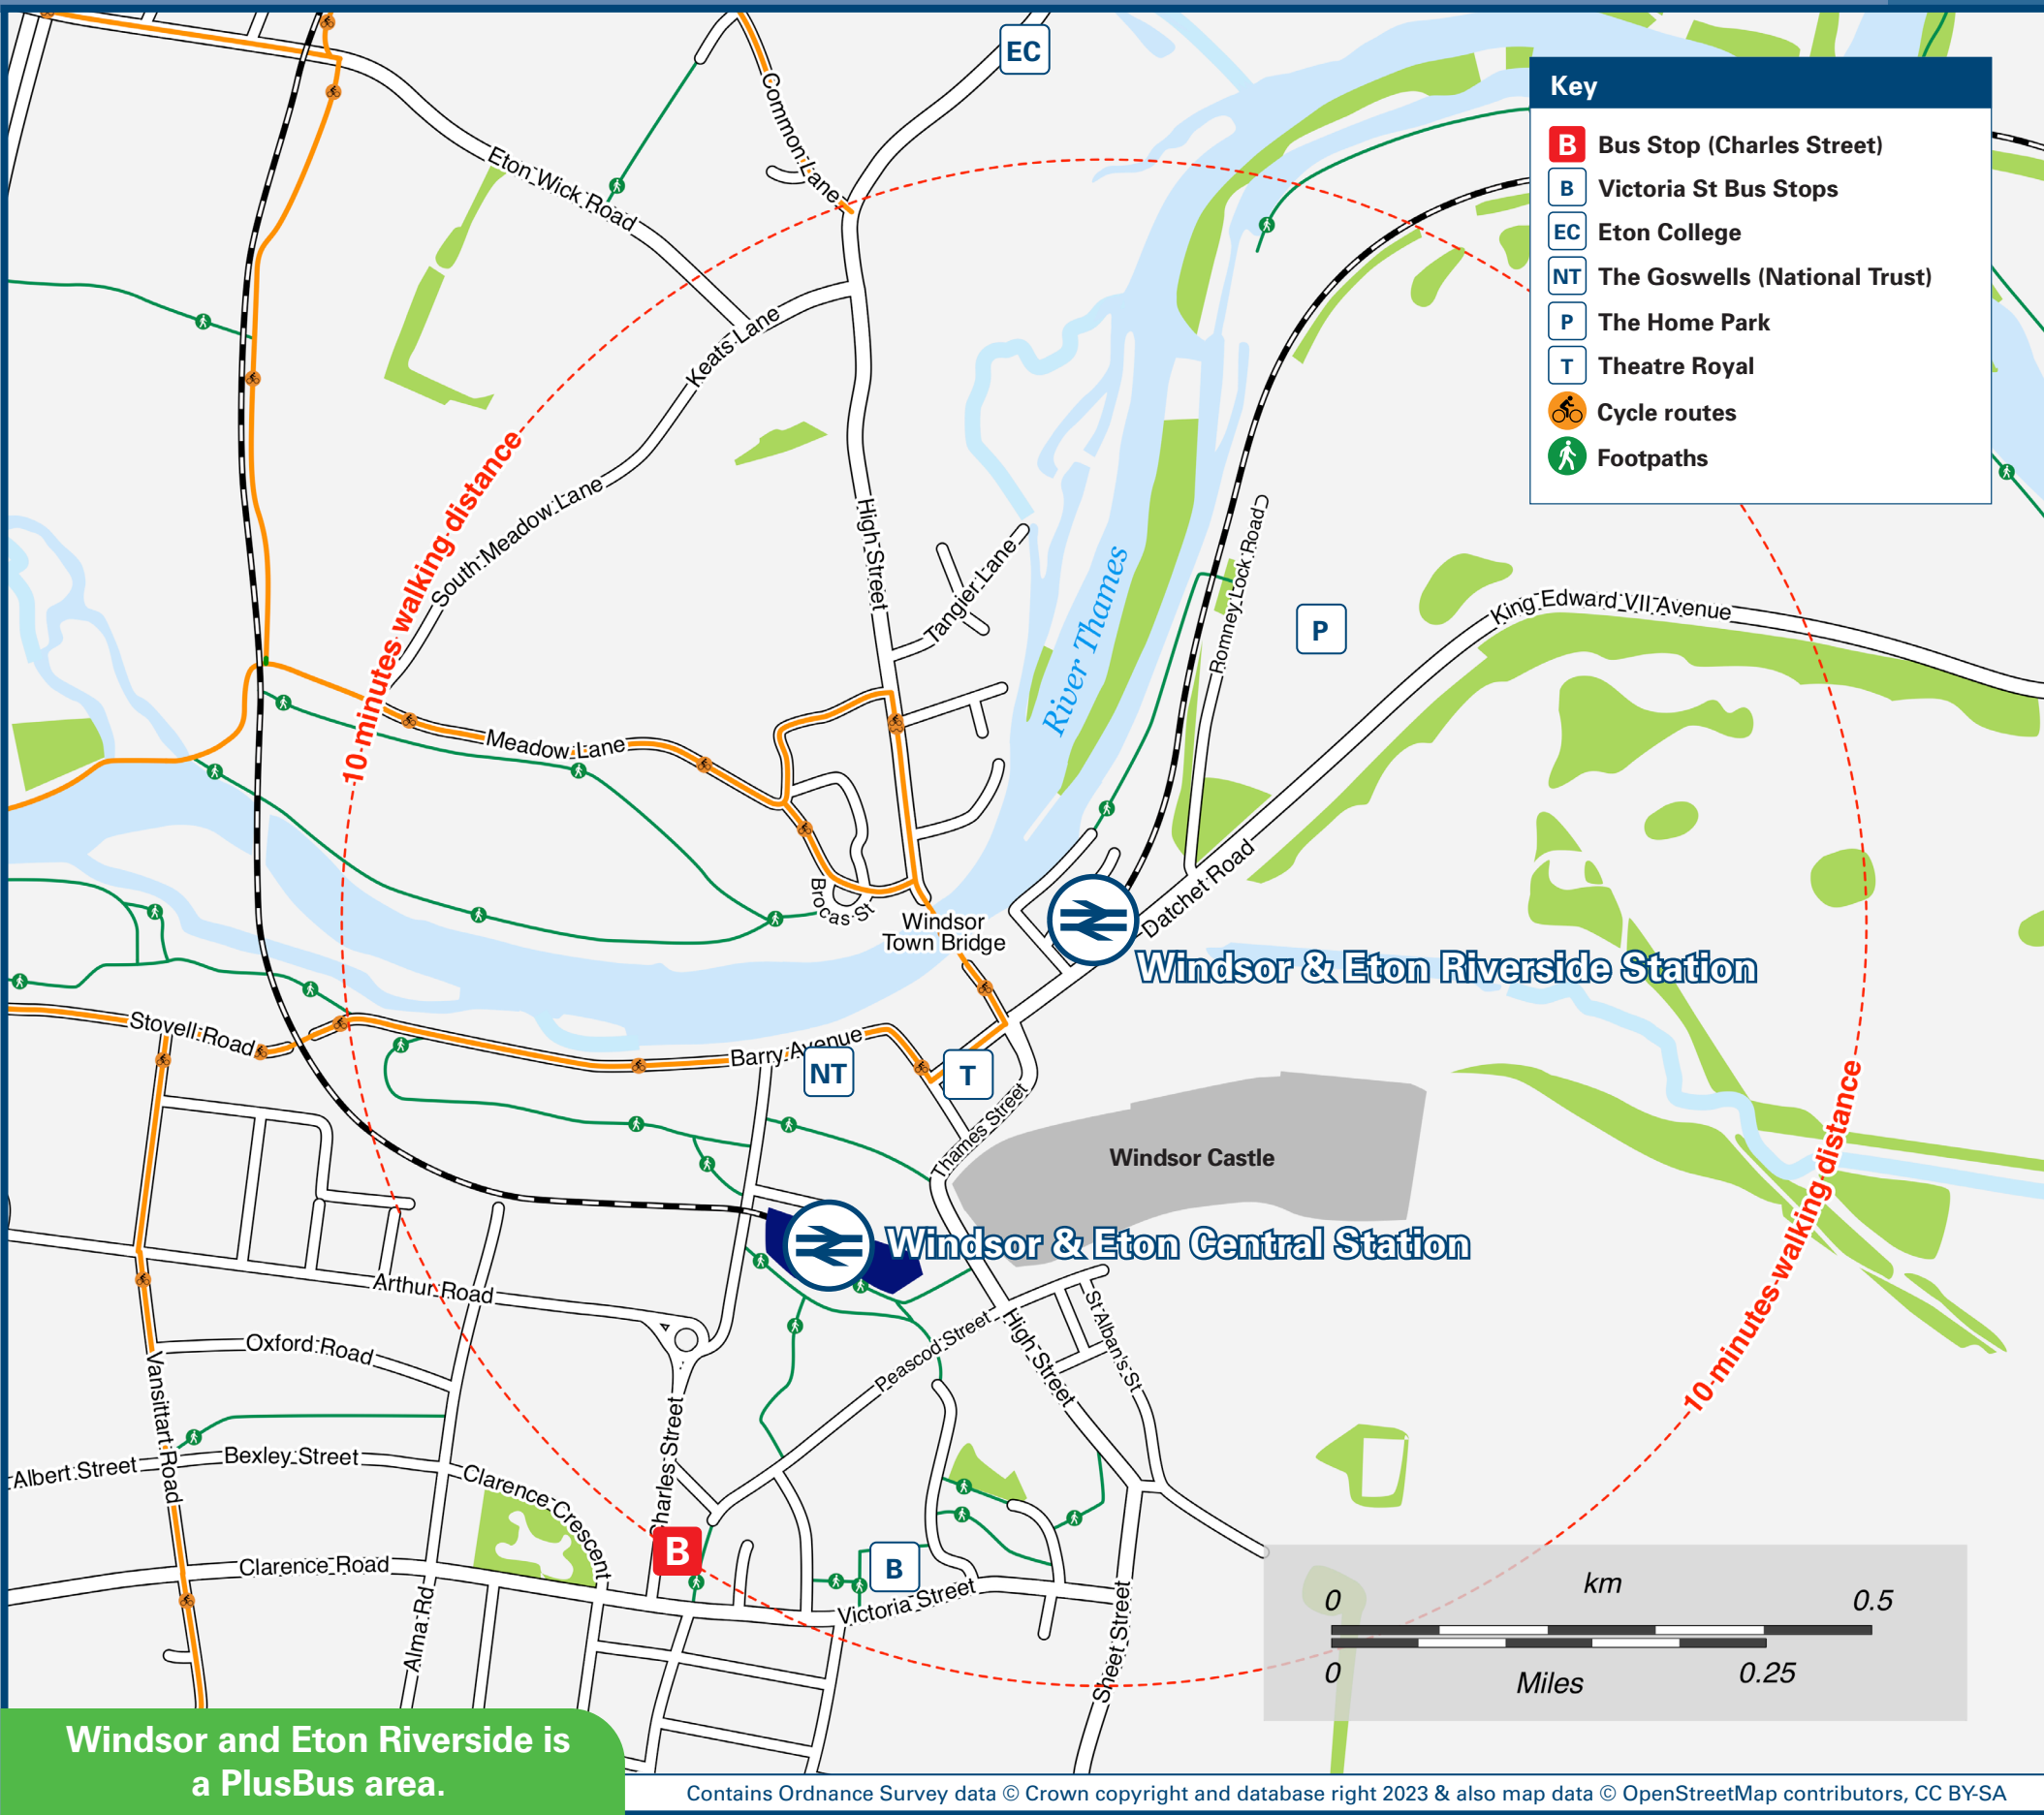 EC
Key
B Bus Stop (Charles Street)
B Victoria St Bus Stops
EC Eton College
NT The Goswells (National Trust)
P The Home Park
T Theatre Royal
Cycle routes
Footpaths
Common Lane
Eton Wick Road
Keats Lane
South Meadow Lane
10 minutes walking distance
High Street
Tangier Lane
River Thames
Romney Lock Road
P
King Edward VII Avenue
Meadow Lane
Brocas St
Windsor
Town Bridge
Datchet Road
Windsor & Eton Riverside Station
Stovell Road
Barry Avenue
NT
T
Thames Street
Windsor Castle
10 minutes walking distance
Windsor & Eton Central Station
Arthur Road
Oxford Road
Peascod Street
High Street
St Alban's St
Vansittart Road
Charles Street
Albert Street
Bexley Street
Clarence Crescent
B
B
Clarence Road
Victoria Street
Alma Rd
Sheet Street
km
0 0.5
0 0.25
Miles
Windsor and Eton Riverside is
a PlusBus area.
Contains Ordnance Survey data © Crown copyright and database right 2023 & also map data © OpenStreetMap contributors, CC BY-SA